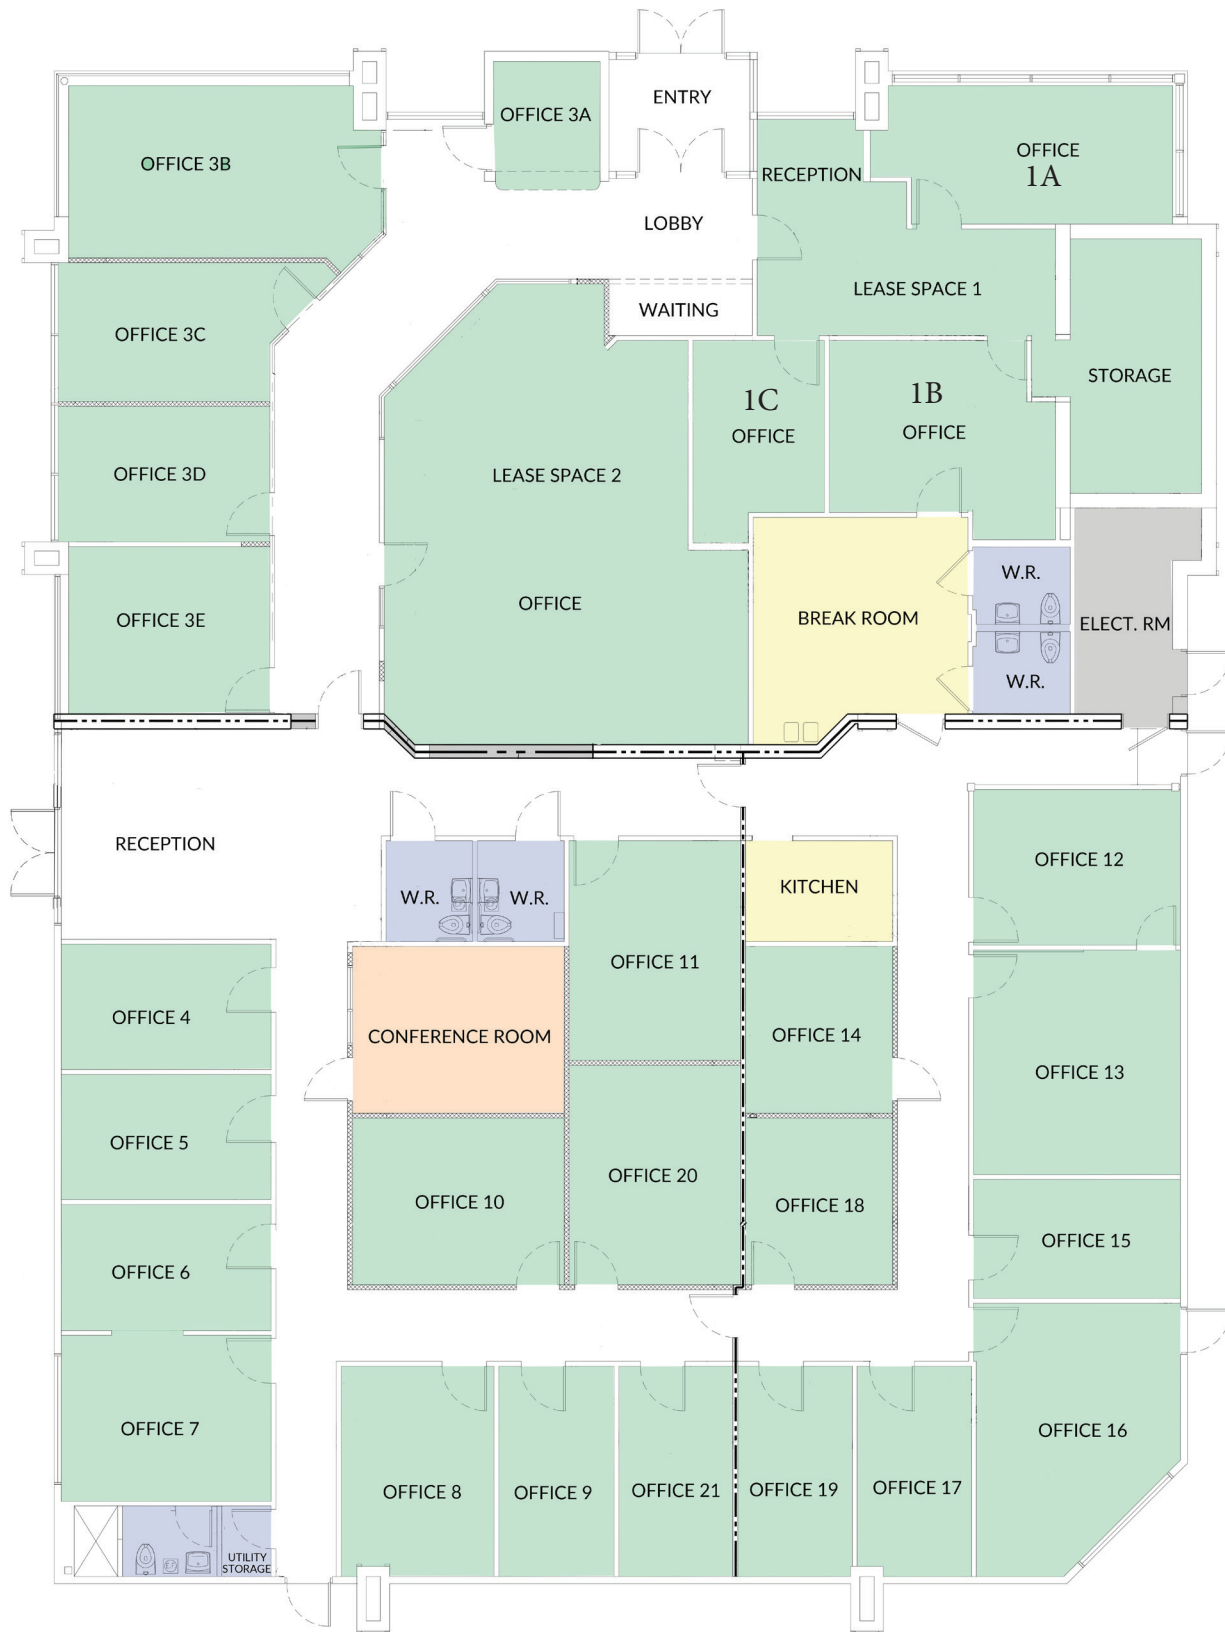 ENTRY
OFFICE 3A
OFFICE 3B
OFFICE
1A
RECEPTION
LOBBY
LEASE SPACE 1
WAITING
OFFICE 3C
STORAGE
1C
OFFICE
1B
OFFICE
OFFICE 3D
LEASE SPACE 2
W.R.
OFFICE
BREAK ROOM
OFFICE 3E
ELECT. RM
W.R.
RECEPTION
OFFICE 12
KITCHEN
W.R.
W.R.
OFFICE 11
OFFICE 4
CONFERENCE ROOM
OFFICE 14
OFFICE 13
OFFICE 5
OFFICE 20
OFFICE 10
OFFICE 18
OFFICE 15
OFFICE 6
OFFICE 7
OFFICE 16
OFFICE 8
OFFICE 9
OFFICE 21
OFFICE 19
OFFICE 17
UTILITY
STORAGE